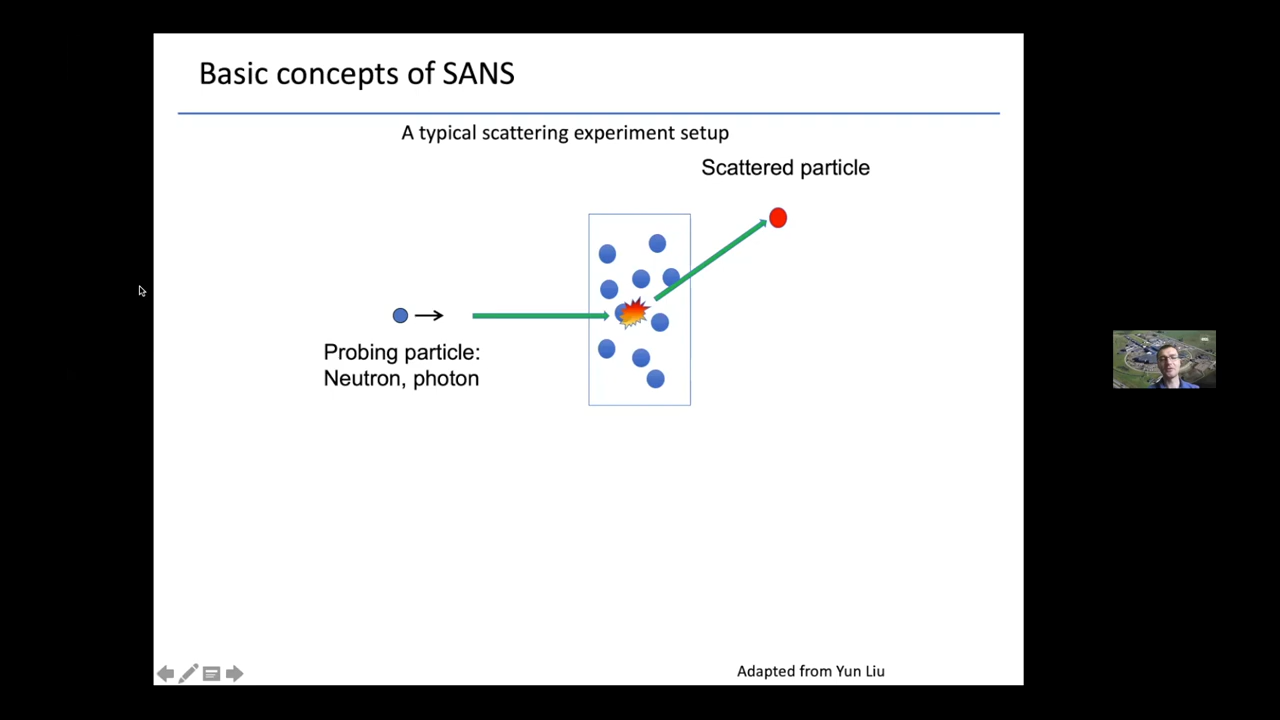 Basic concepts of SANS
A typical scattering experiment setup
Scattered particle
Probing particle:
Neutron, photon
Adapted from Yun Liu